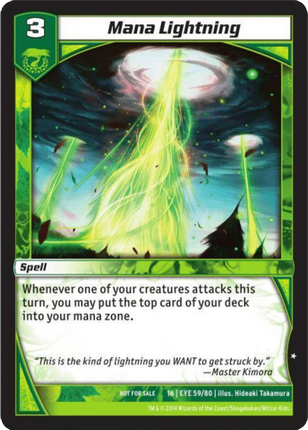 3
Mana Lightning
Spell
Whenever one of your creatures attacks this
turn, you may put the top card of your deck
into your mana zone.
"This is the kind of lightning you WANT to get struck by."
—Master Kimora
NOT FOR SALE | 16 | EYE 59/80 | illus. Hideaki Takamura
TM & © 2014 Wizards of the Coast/Shogakukan/Mitsui-Kids